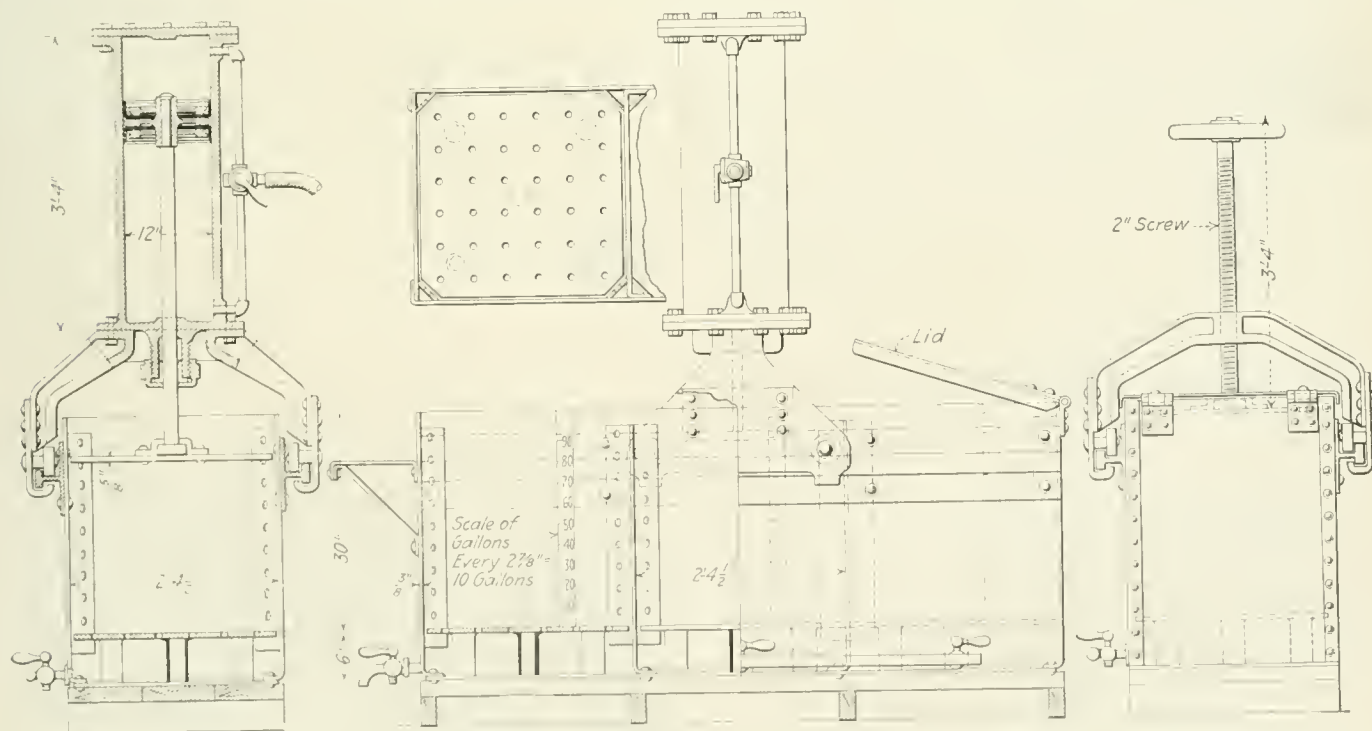 3'-4"
12"
5/8"
2'-4½
30"
6"
3/8"
Scale of
Gallons
Every 2⅞"=
10 Gallons
90
80
70
60
50
40
30
20
2'4½
Lid
2" Screw
3'-4"